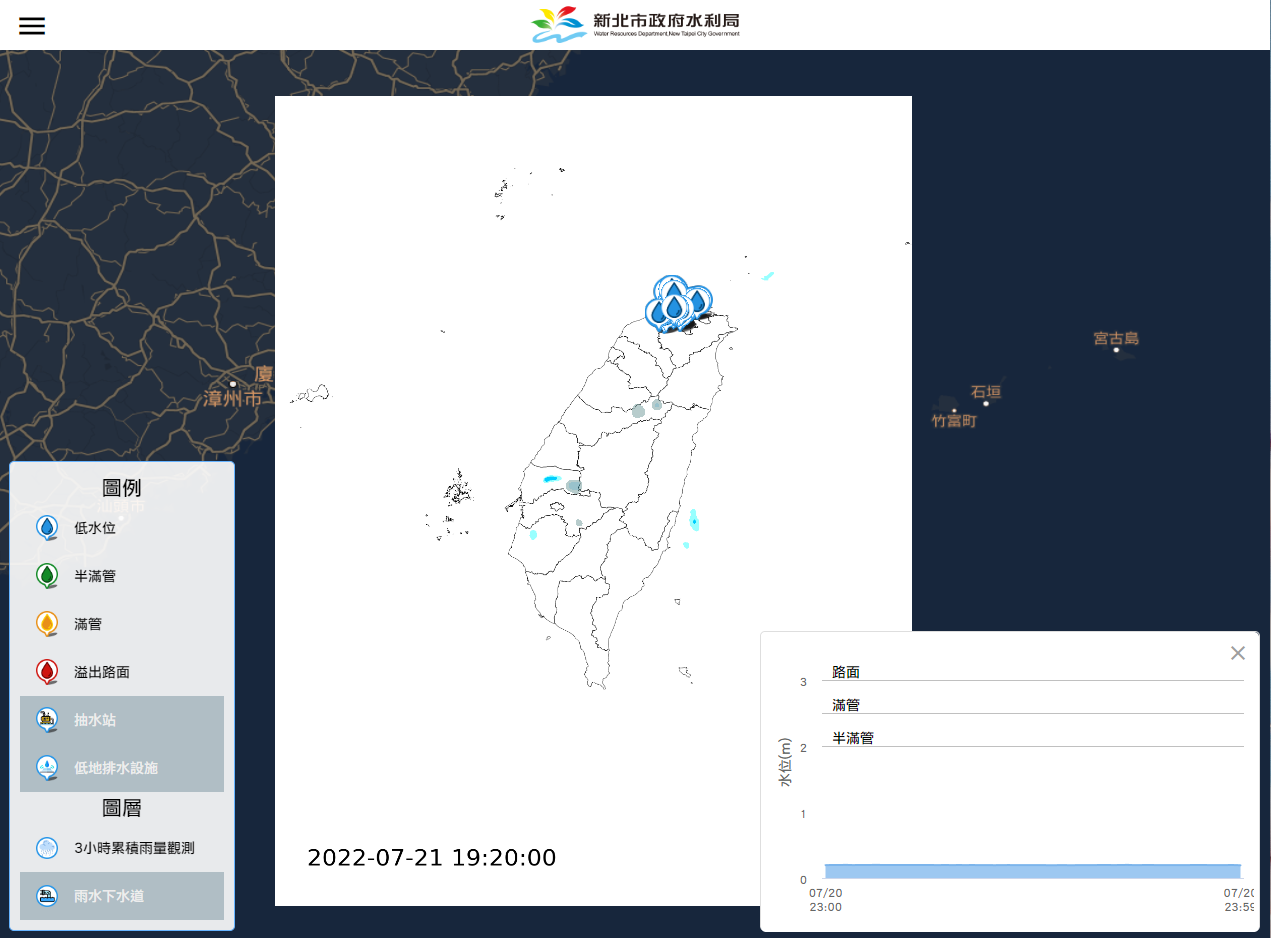 新北市政府水利局
Water Resources Department,New Taipei City Government
宮古島
石垣
竹富町
廈
漳州市
汕頭市
圖例
低水位
半滿管
滿管
溢出路面
抽水站
低地排水設施
圖層
3小時累積雨量觀測
雨水下水道
2022-07-21 19:20:00
路面
3
滿管
半滿管
2
水位(m)
1
0
07/20
23:00
07/20
23:59